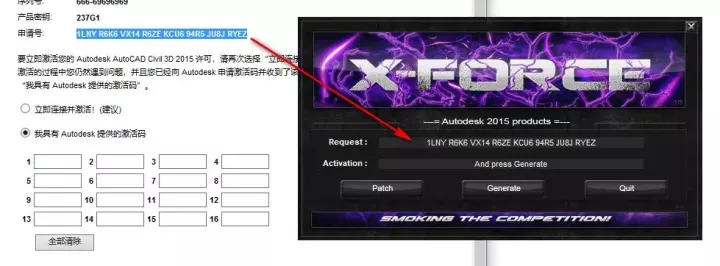 序列号: 666-69696969
产品密钥: 237G1
申请号: 1LNY R6K6 VX14 R6ZE KCU6 94R5 JU8J RYEZ
要立即激活您的 Autodesk AutoCAD Civil 3D 2015 许可,请再次选择“立即连接
激活的过程中您仍然遇到问题,并且您已经向 Autodesk 申请激活码并收到了该
“我具有 Autodesk 提供的激活码”。
立即连接并激活! (建议)
我具有 Autodesk 提供的激活码
1 2 3 4
5 6 7 8
9 10 11 12
13 14 15 16
全部清除
X-FORCE
---= Autodesk 2015 products =---
Request : 1LNY R6K6 VX14 R6ZE KCU6 94R5 JU8J RYEZ
Activation : And press Generate
Patch Generate Quit
SMOKING THE COMPETITION!